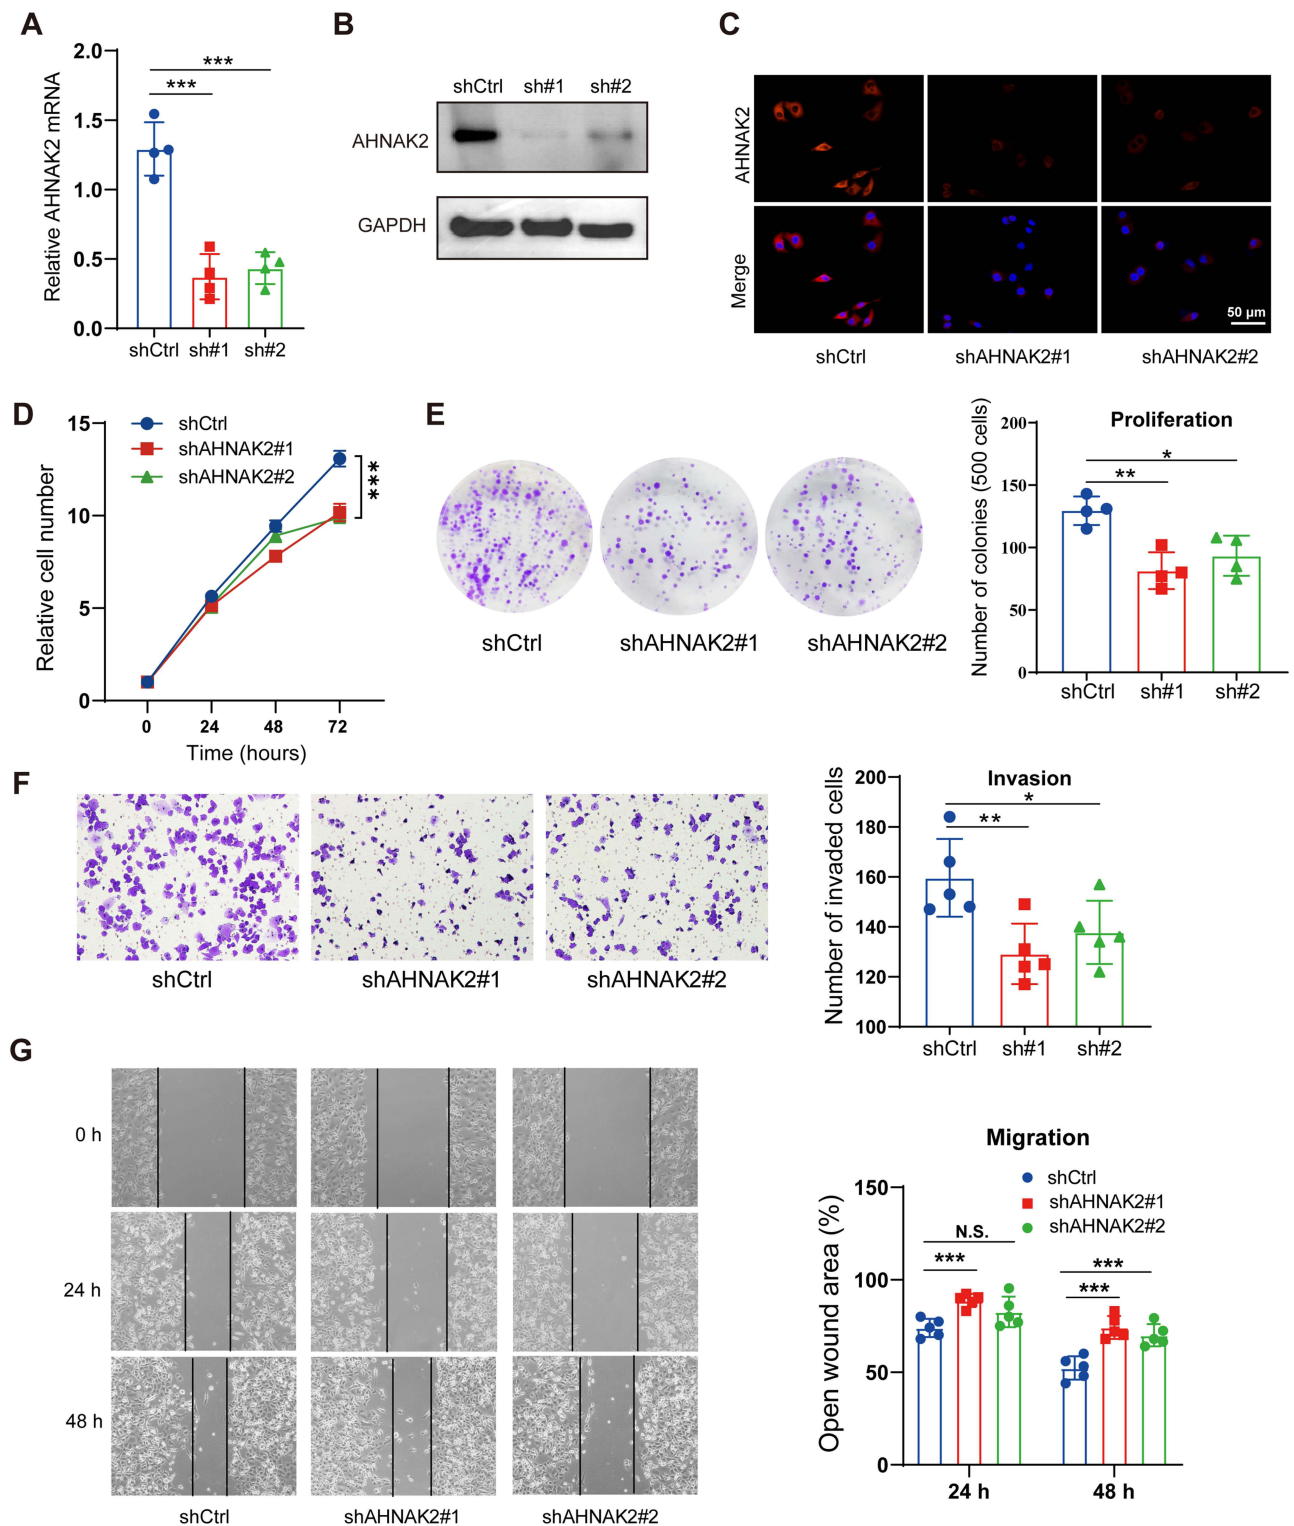 A
Relative AHNAK2 mRNA
2.0
1.5
1.0
0.5
0.0
***
***
shCtrl sh#1 sh#2
B
shCtrl sh#1 sh#2
AHNAK2
GAPDH
C
AHNAK2
Merge
50 μm
shCtrl shAHNAK2#1 shAHNAK2#2
D
Relative cell number
15
10
5
0
shCtrl
shAHNAK2#1
shAHNAK2#2
***
0 24 48 72
Time (hours)
E
shCtrl shAHNAK2#1 shAHNAK2#2
Proliferation
Number of colonies (500 cells)
200
150
100
50
0
*
**
shCtrl sh#1 sh#2
F
shCtrl shAHNAK2#1 shAHNAK2#2
Invasion
Number of invaded cells
200
180
160
140
120
100
*
**
shCtrl sh#1 sh#2
G
0 h
24 h
48 h
shCtrl shAHNAK2#1 shAHNAK2#2
Migration
shCtrl
shAHNAK2#1
shAHNAK2#2
Open wound area (%)
150
100
50
0
N.S.
***
***
***
24 h 48 h